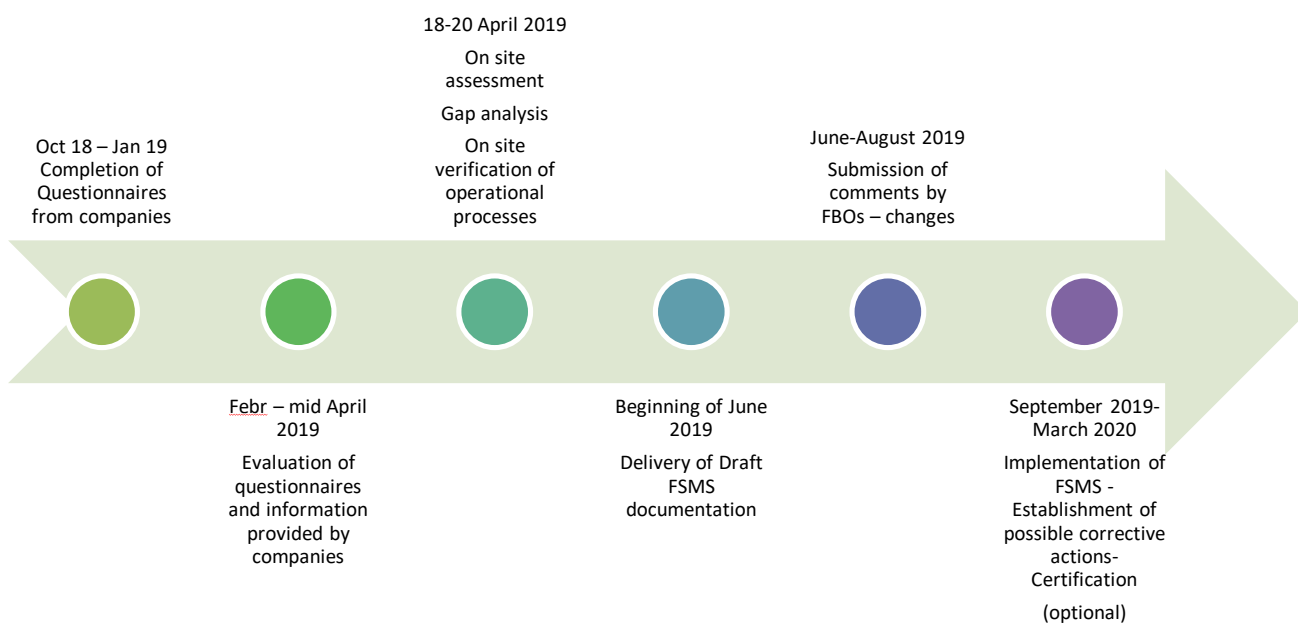 Oct 18 – Jan 19
Completion of
Questionnaires
from companies
Febr – mid April
2019
Evaluation of
questionnaires
and information
provided by
companies
18-20 April 2019
On site
assessment
Gap analysis
On site
verification of
operational
processes
Beginning of June
2019
Delivery of Draft
FSMS
documentation
June-August 2019
Submission of
comments by
FBOs – changes
September 2019-
March 2020
Implementation of
FSMS -
Establishment of
possible corrective
actions-
Certification
(optional)